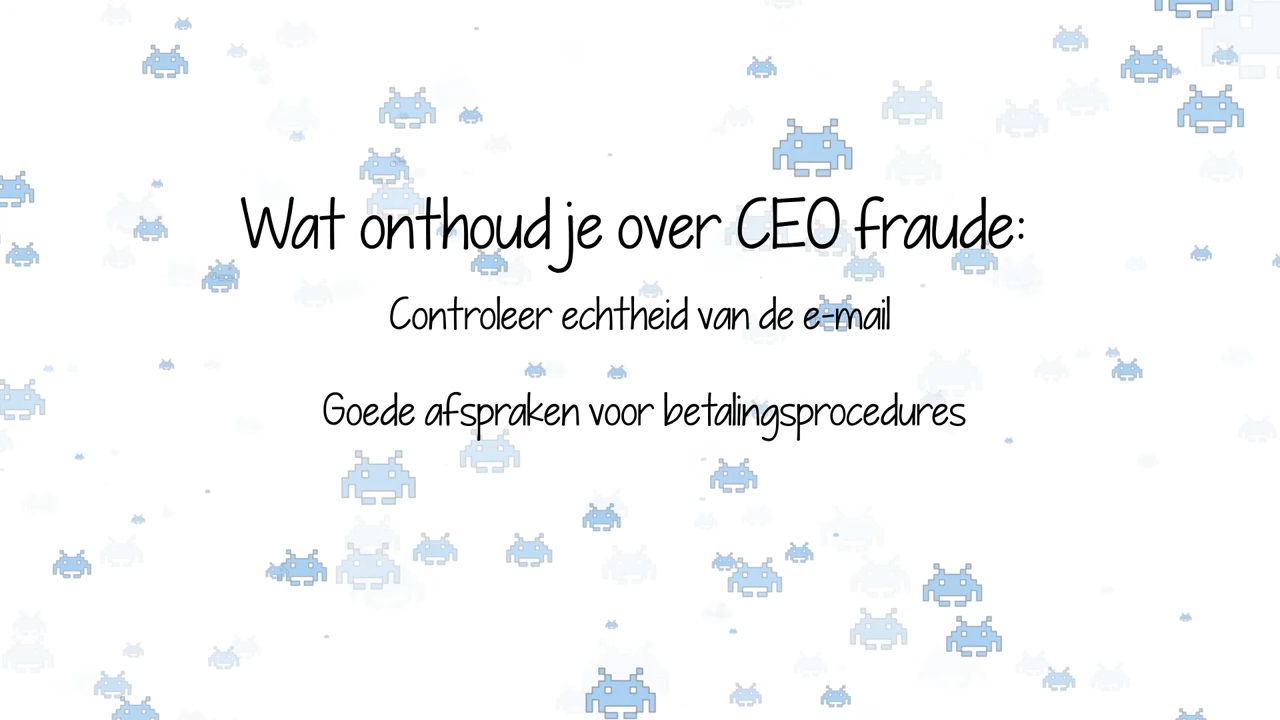 Wat onthoud je over CEO fraude:
Controleer echtheid van de e-mail
Goede afspraken voor betalingsprocedures